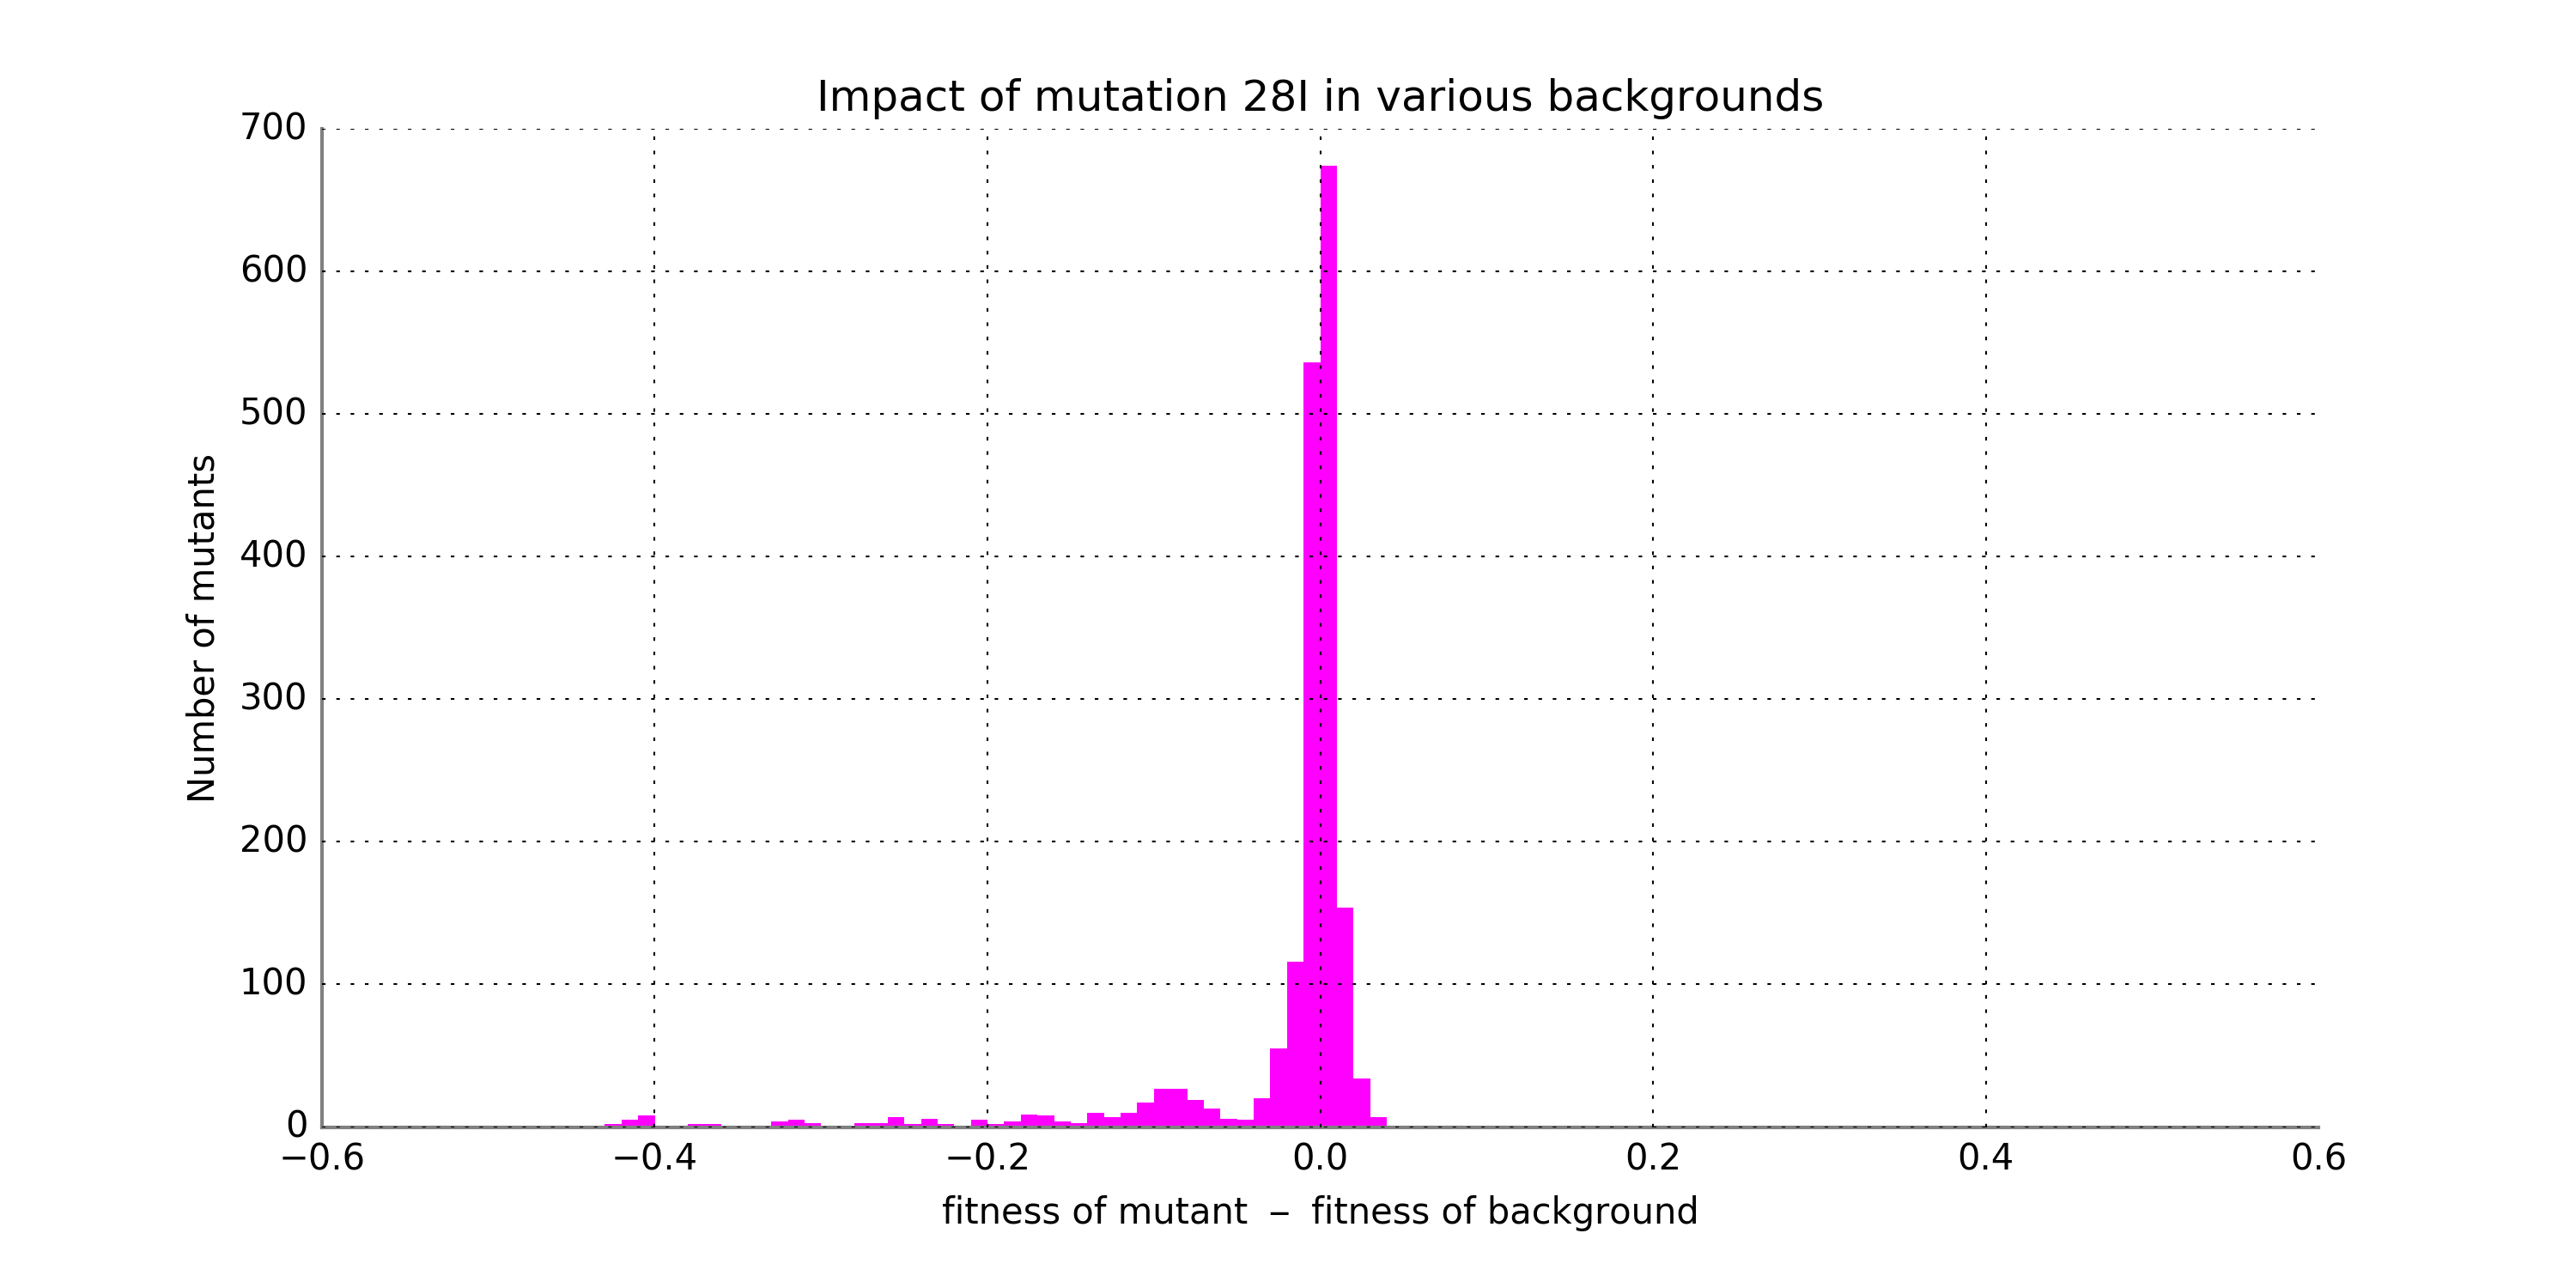 Impact of mutation 28I in various backgrounds
700
600
500
400
300
200
100
0
Number of mutants
−0.6 −0.4 −0.2 0.0 0.2 0.4 0.6
fitness of mutant − fitness of background